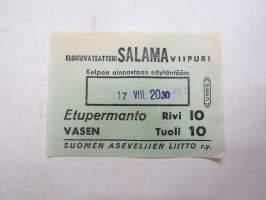 ELOKUVATEATTERI SALAMA VIIPURI
Kelpaa ainoastaan näytäntöön:
17. VIII. 20.30
Etupermanto Rivi 10
VASEN Tuoli 10
SUOMEN ASEVELJIEN LIITTO r.y.